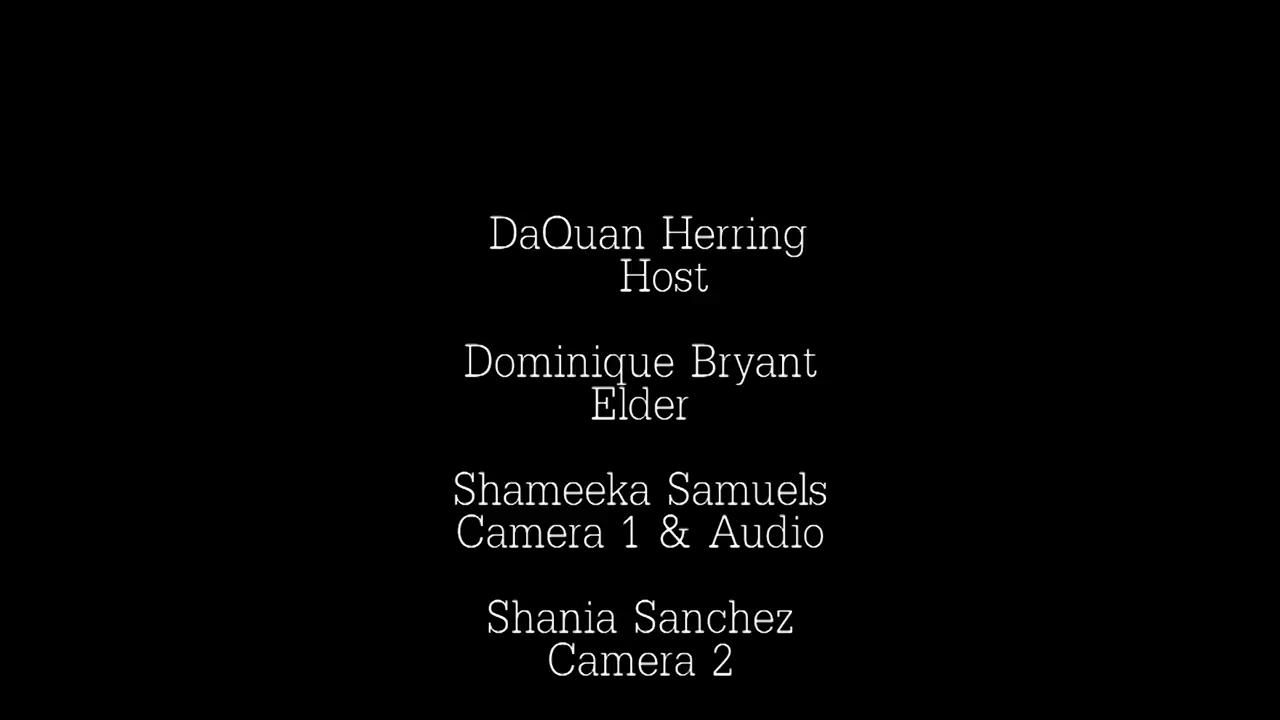 DaQuan Herring
Host
Dominique Bryant
Elder
Shameeka Samuels
Camera 1 & Audio
Shania Sanchez
Camera 2